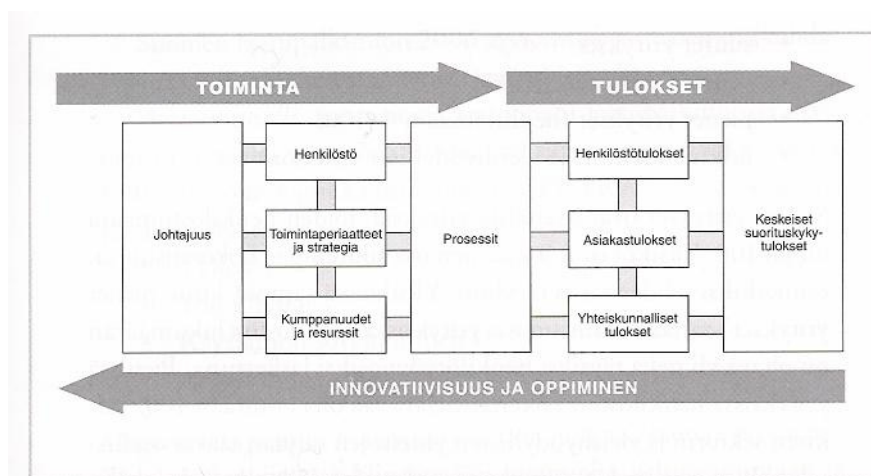 TOIMINTA
TULOKSET
Johtajuus
Henkilöstö
Toimintaperiaatteet
ja strategia
Kumppanuudet
ja resurssit
Prosessit
Henkilöstötulokset
Asiakastulokset
Yhteiskunnalliset
tulokset
Keskeiset
suorituskyky-
tulokset
INNOVATIIVISUUS JA OPPIMINEN